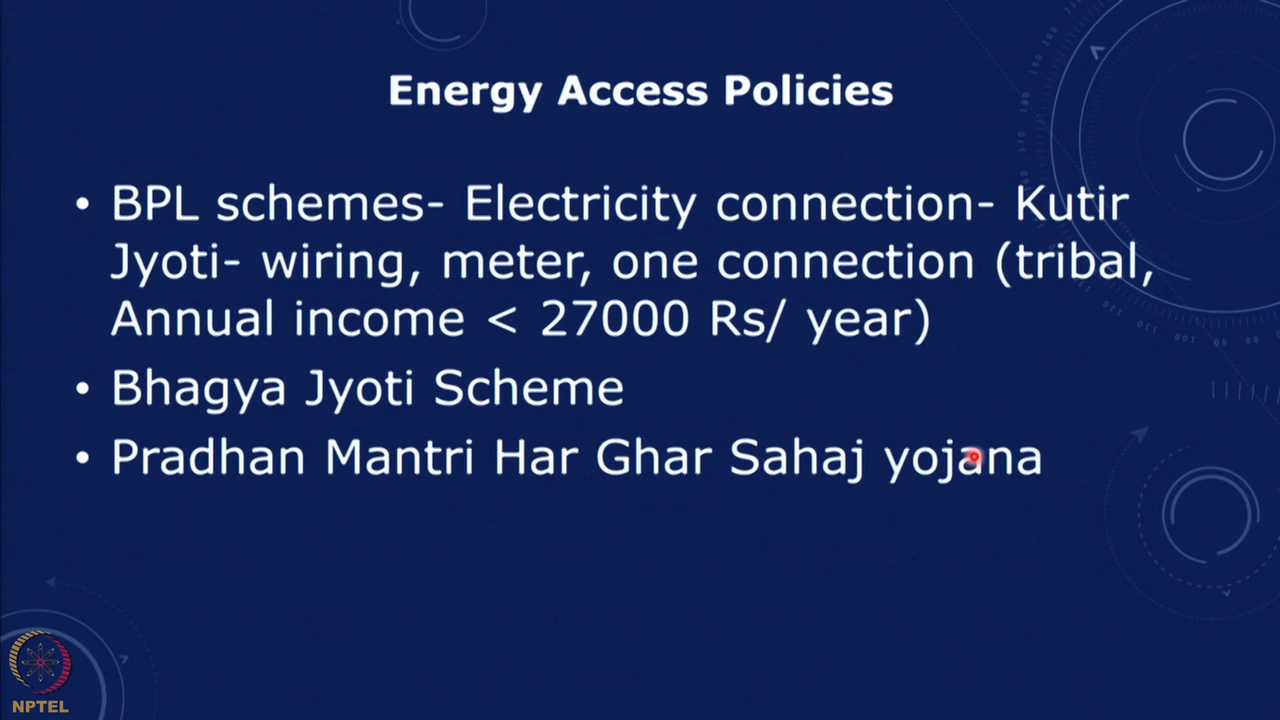 Energy Access Policies
• BPL schemes- Electricity connection- Kutir
Jyoti- wiring, meter, one connection (tribal,
Annual income < 27000 Rs/ year)
• Bhagya Jyoti Scheme
• Pradhan Mantri Har Ghar Sahaj yojana
NPTEL